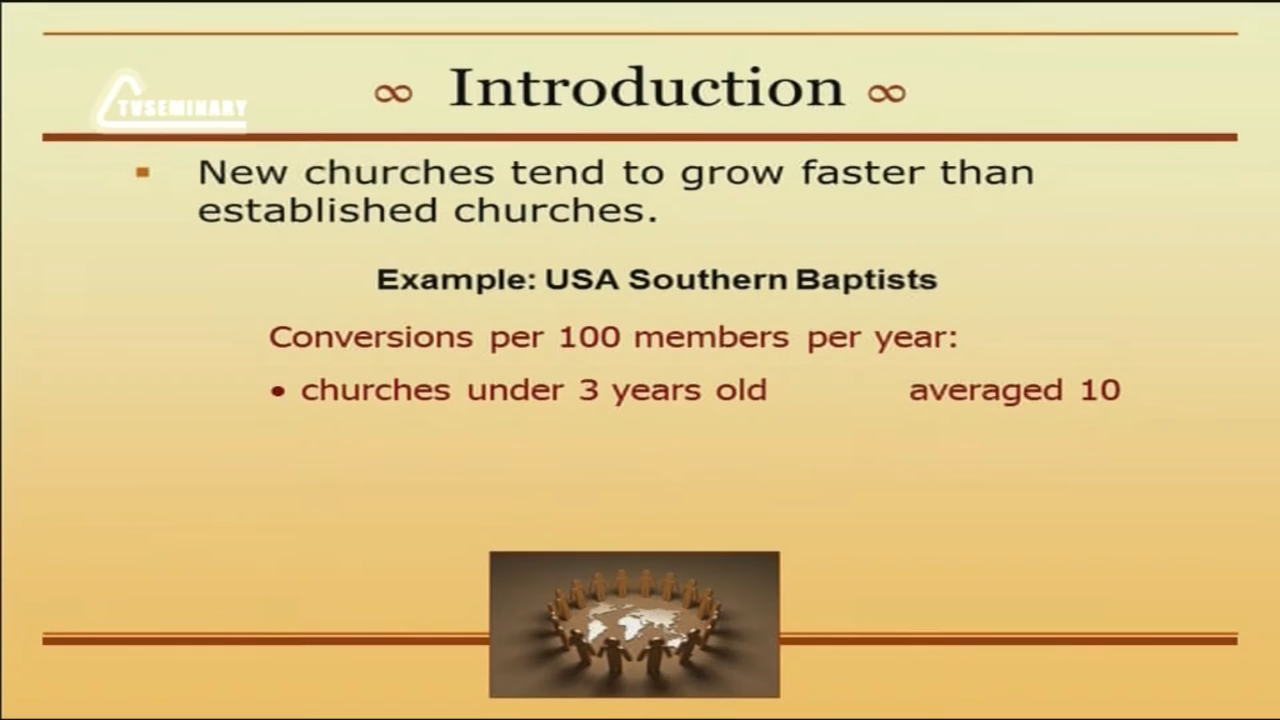 TVSEMINARY
∞ Introduction ∞
New churches tend to grow faster than
established churches.
Example: USA Southern Baptists
Conversions per 100 members per year:
• churches under 3 years old averaged 10